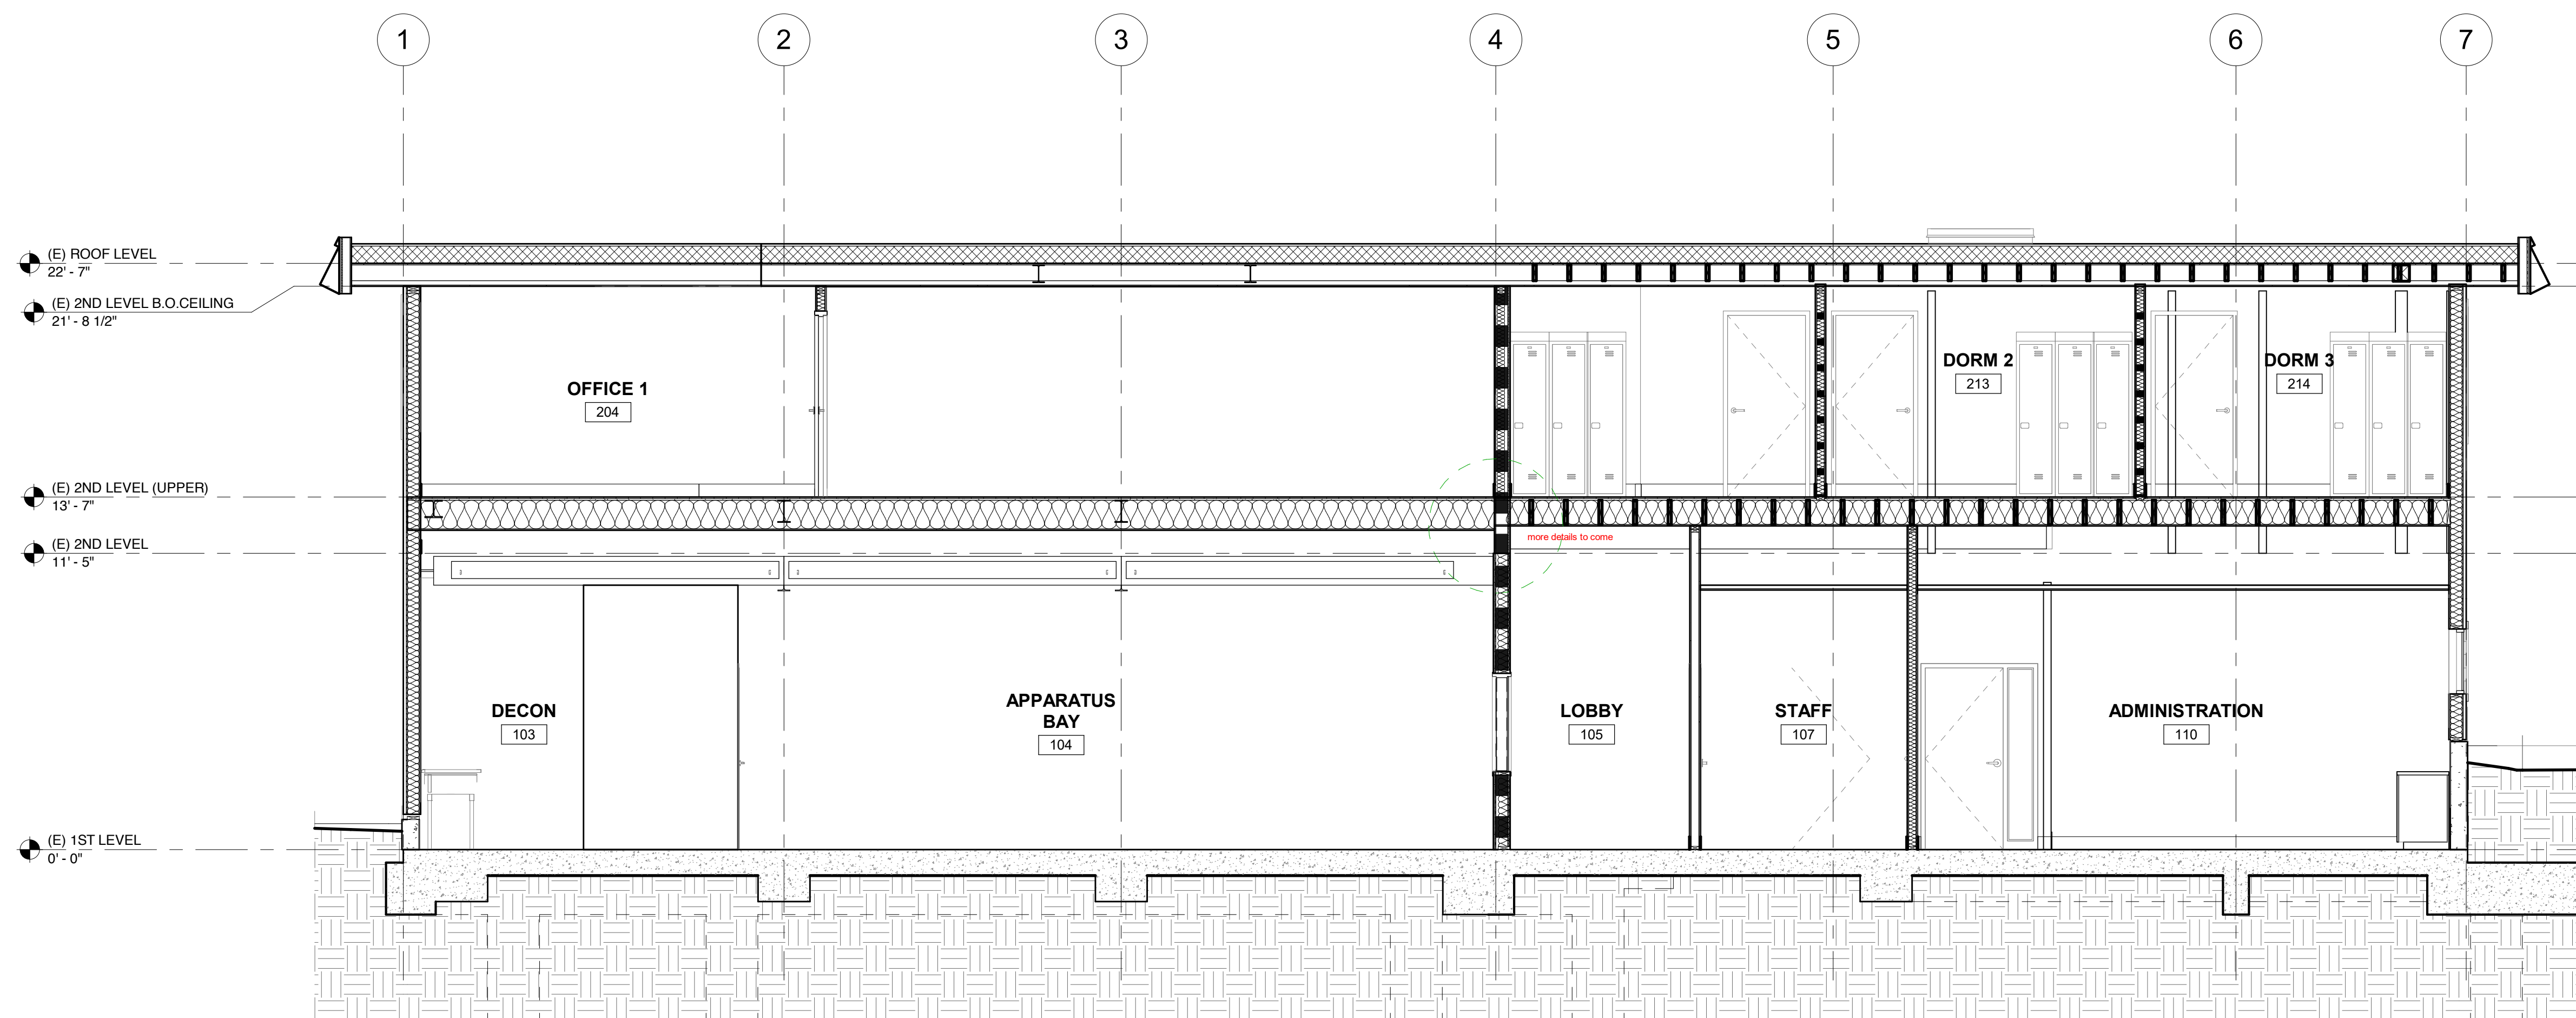 1 2 3 4 5 6 7
(E) ROOF LEVEL
22' - 7"
(E) 2ND LEVEL B.O.CEILING
21' - 8 1/2"
OFFICE 1
204
DORM 2
213
DORM 3
214
(E) 2ND LEVEL (UPPER)
13' - 7"
more details to come
(E) 2ND LEVEL
11' - 5"
DECON
103
APPARATUS
BAY
104
LOBBY
105
STAFF
107
ADMINISTRATION
110
(E) 1ST LEVEL
0' - 0"